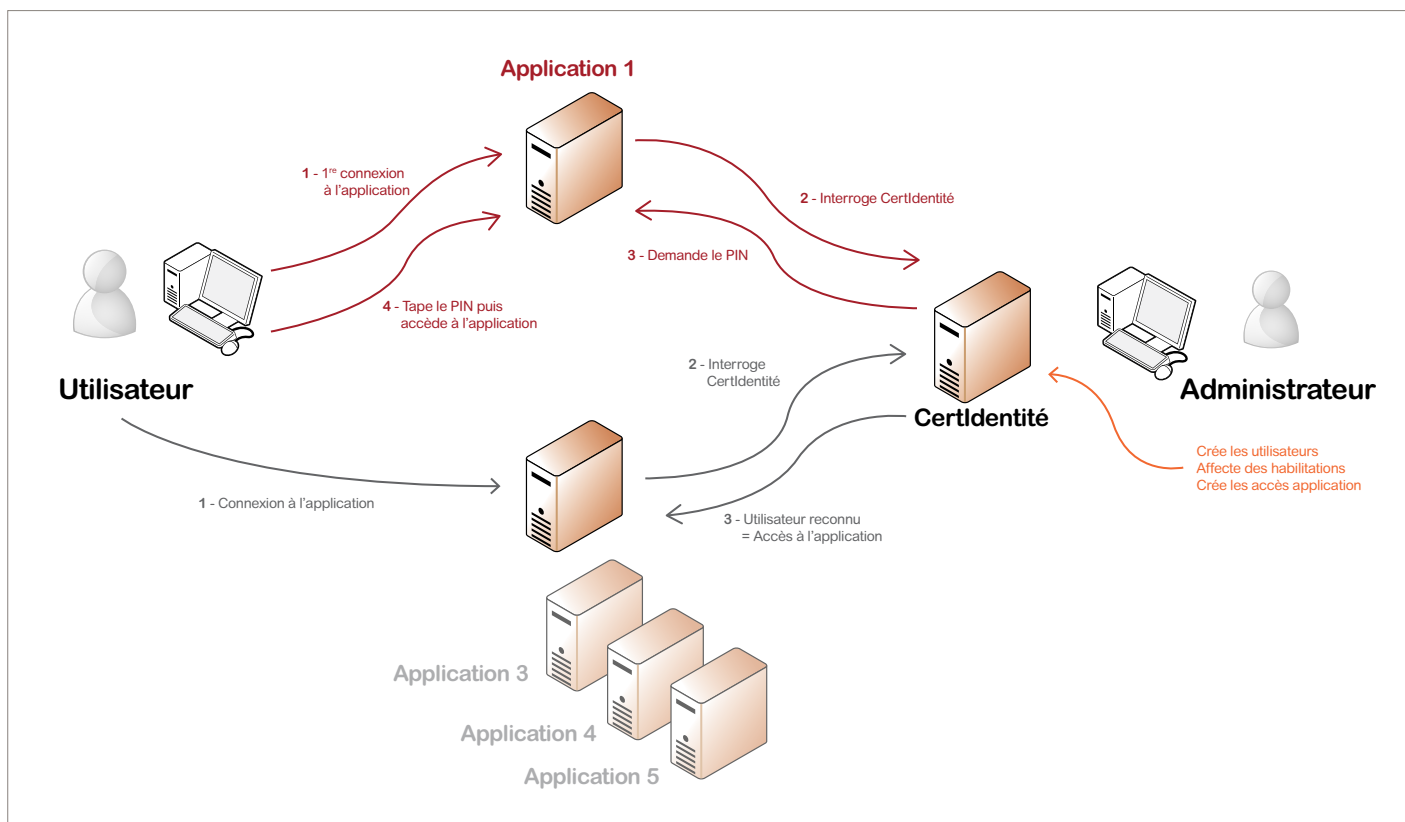 Application 1
1 - 1re connexion
à l'application
2 - Interroge CertIdentité
3 - Demande le PIN
4 - Tape le PIN puis
accède à l'application
Utilisateur
2 - Interroge
CertIdentité
CertIdentité
Administrateur
Crée les utilisateurs
Affecte des habilitations
Crée les accès application
1 - Connexion à l'application
3 - Utilisateur reconnu
= Accès à l'application
Application 3
Application 4
Application 5